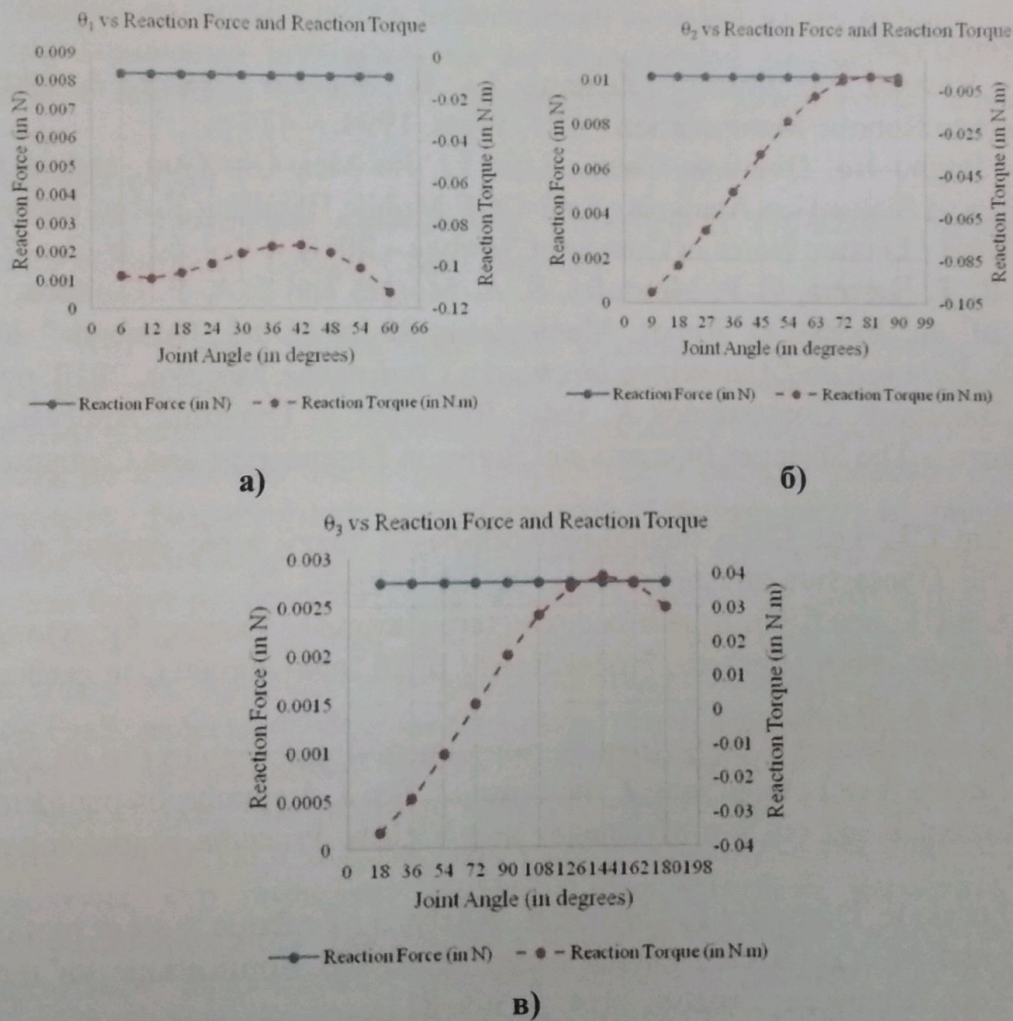 θ1 vs Reaction Force and Reaction Torque
Reaction Force (in N)
0.009
0.008
0.007
0.006
0.005
0.004
0.003
0.002
0.001
0
0
-0.02
-0.04
-0.06
-0.08
-0.1
-0.12
Reaction Torque (in N.m)
0 6 12 18 24 30 36 42 48 54 60 66
Joint Angle (in degrees)
Reaction Force (in N) Reaction Torque (in N.m)
а)
θ2 vs Reaction Force and Reaction Torque
Reaction Force (in N)
0.01
0.008
0.006
0.004
0.002
0
-0.005
-0.025
-0.045
-0.065
-0.085
-0.105
Reaction Torque (in N.m)
0 9 18 27 36 45 54 63 72 81 90 99
Joint Angle (in degrees)
Reaction Force (in N) Reaction Torque (in N.m)
б)
θ3 vs Reaction Force and Reaction Torque
Reaction Force (in N)
0.003
0.0025
0.002
0.0015
0.001
0.0005
0
0.04
0.03
0.02
0.01
0
-0.01
-0.02
-0.03
-0.04
Reaction Torque (in N.m)
0 18 36 54 72 90 108 126 144 162 180 198
Joint Angle (in degrees)
Reaction Force (in N) Reaction Torque (in N.m)
в)